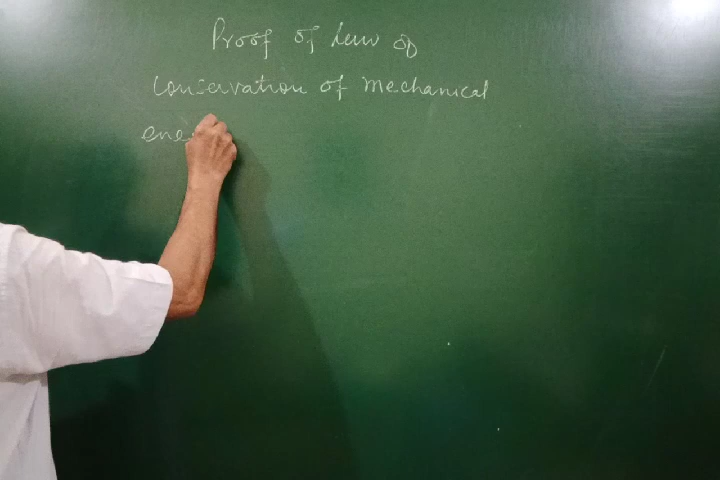 Proof of Law of
Conservation of Mechanical
ene